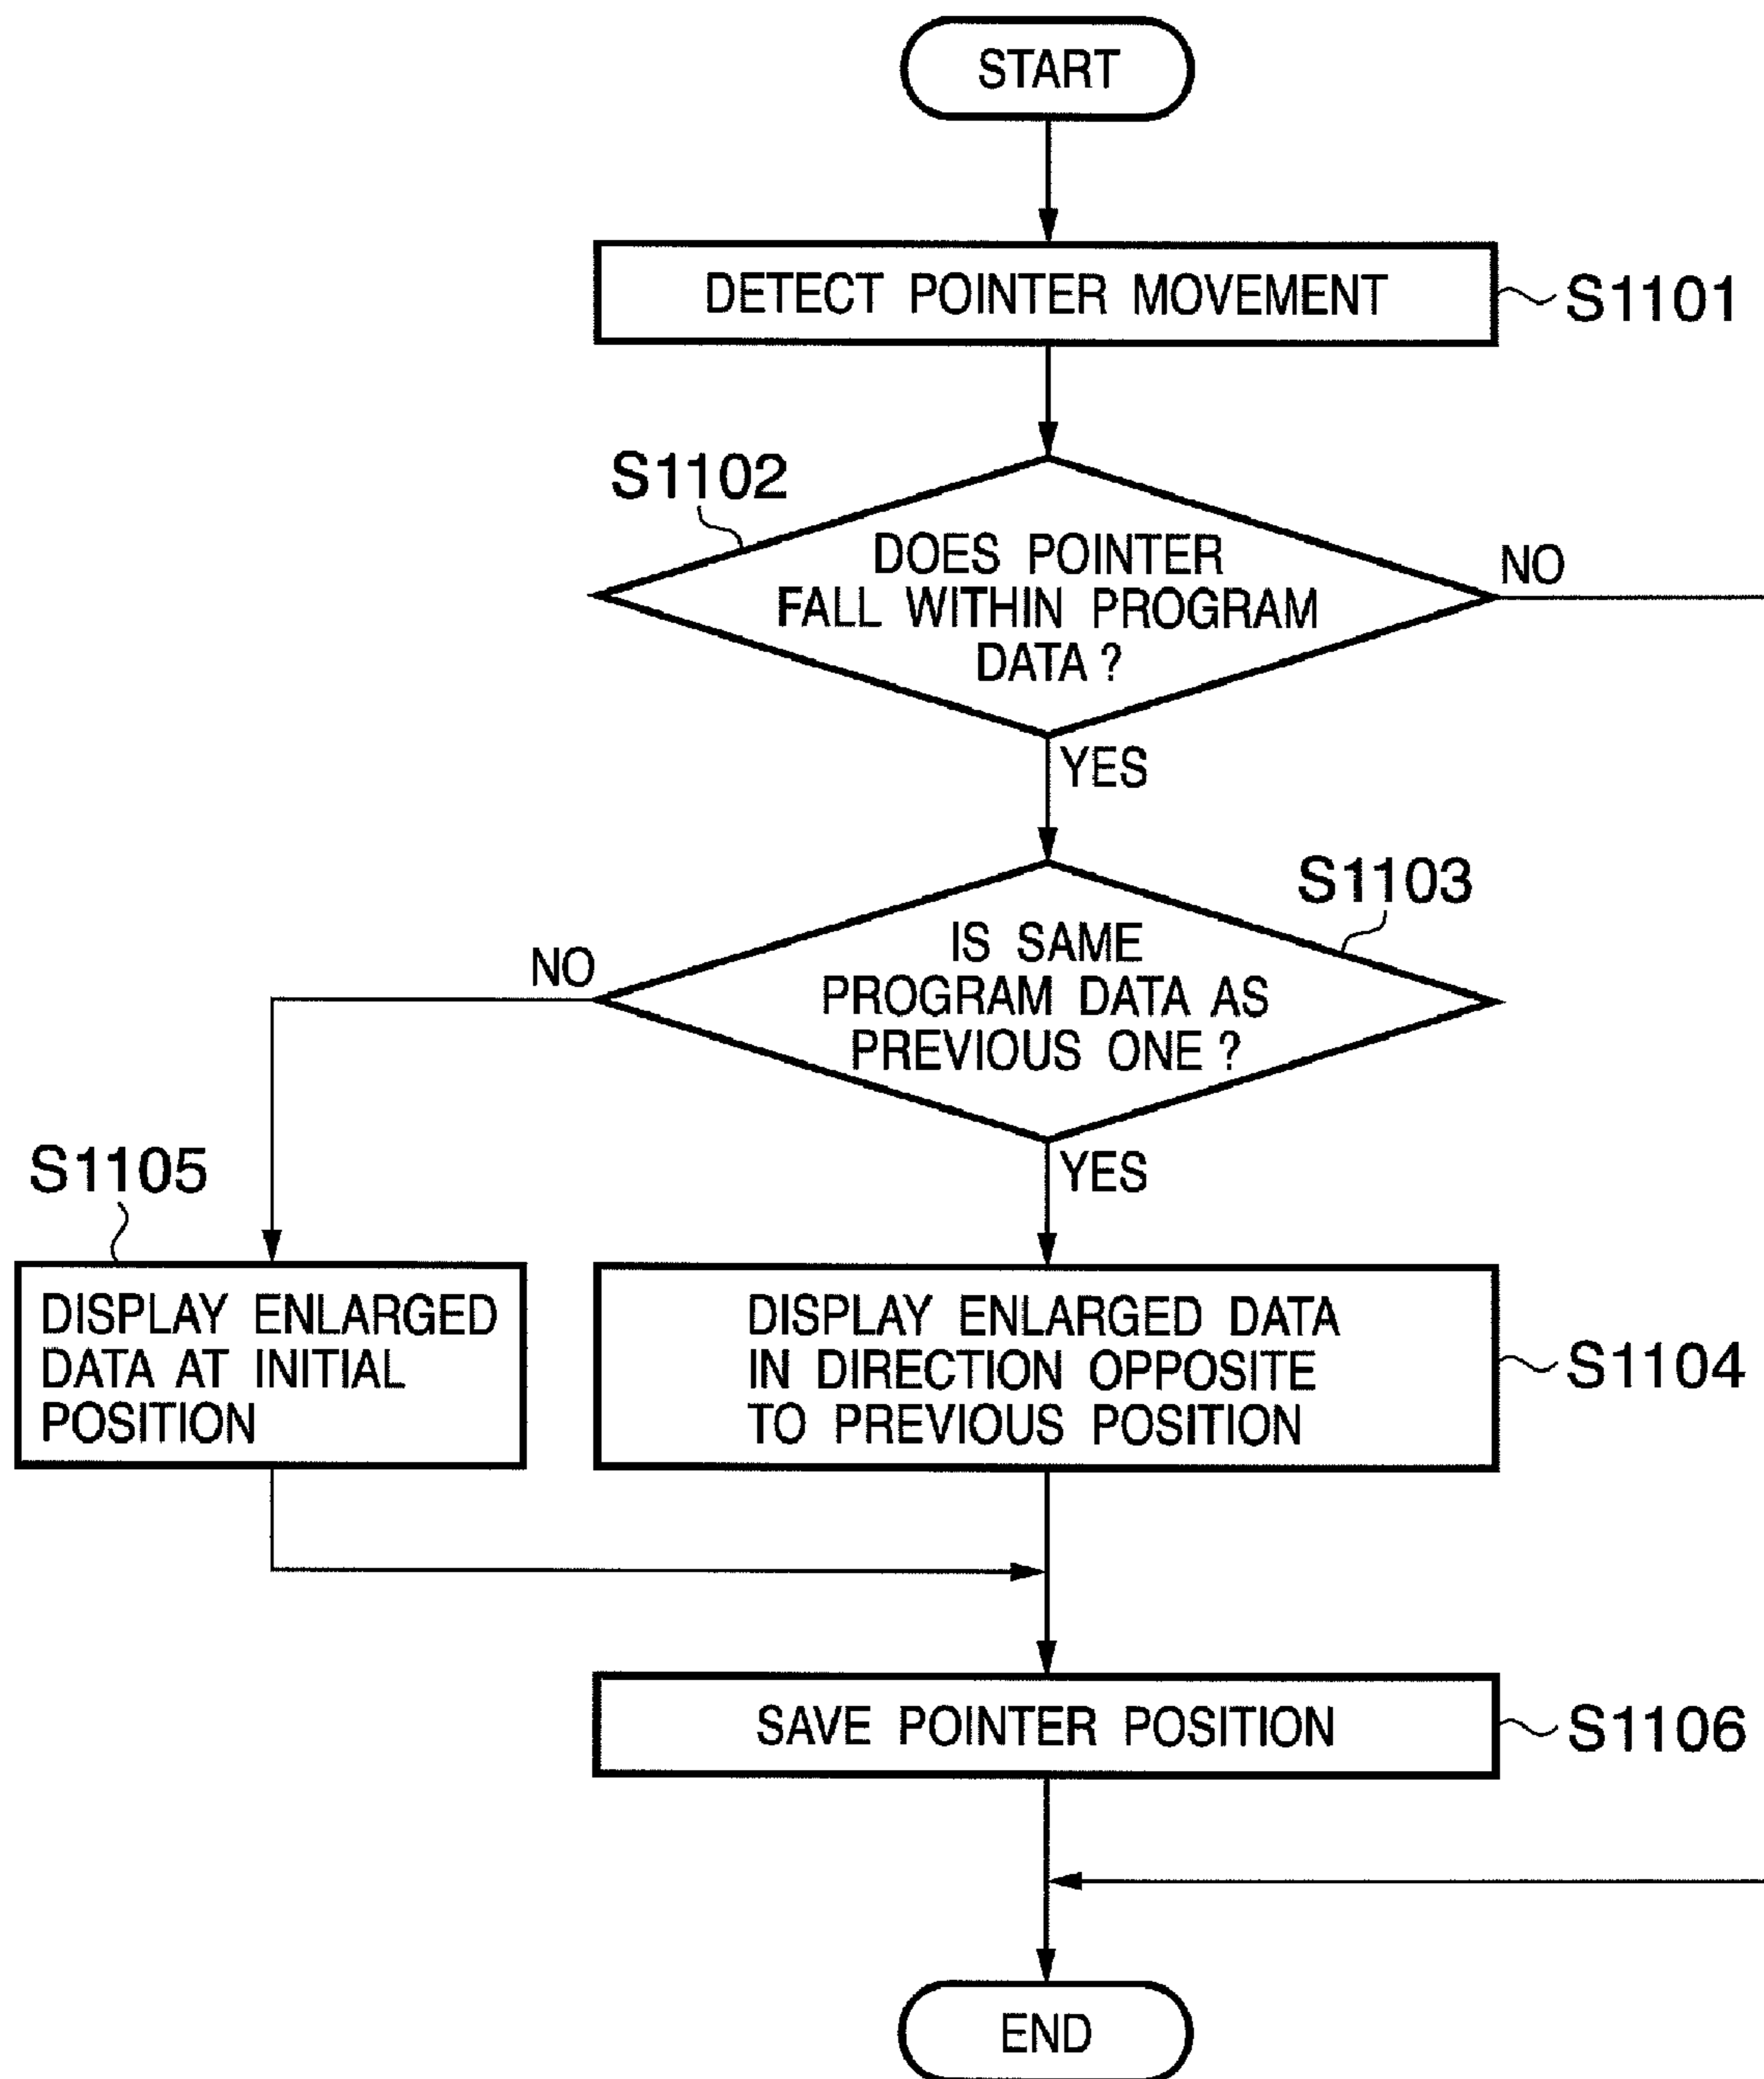 START
DETECT POINTER MOVEMENT
S1101
S1102
DOES POINTER
FALL WITHIN PROGRAM
DATA ?
NO
YES
S1103
IS SAME
PROGRAM DATA AS
PREVIOUS ONE ?
NO
YES
S1105
DISPLAY ENLARGED
DATA AT INITIAL
POSITION
DISPLAY ENLARGED DATA
IN DIRECTION OPPOSITE
TO PREVIOUS POSITION
S1104
SAVE POINTER POSITION
S1106
END